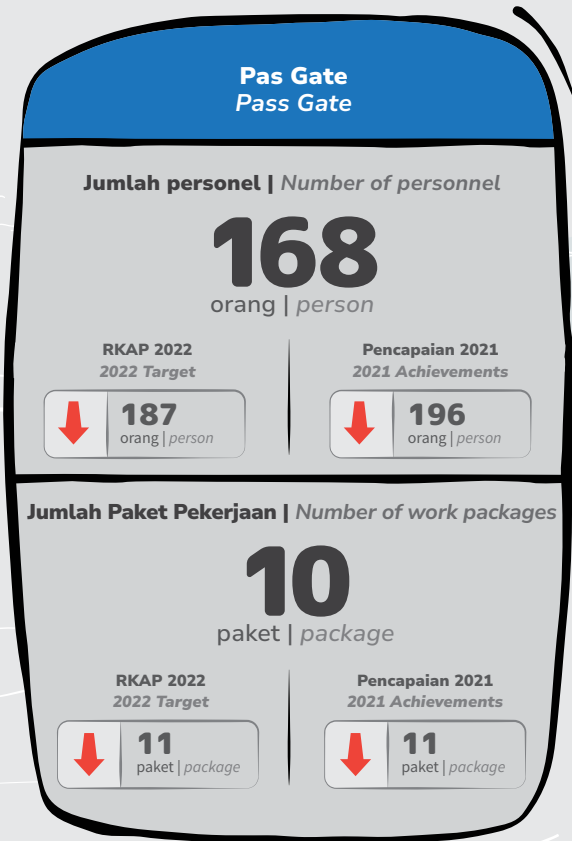 Pas Gate
Pass Gate
Jumlah personel | Number of personnel
168
orang | person
RKAP 2022
2022 Target
187
orang | person
Pencapaian 2021
2021 Achievements
196
orang | person
Jumlah Paket Pekerjaan | Number of work packages
10
paket | package
RKAP 2022
2022 Target
11
paket | package
Pencapaian 2021
2021 Achievements
11
paket | package